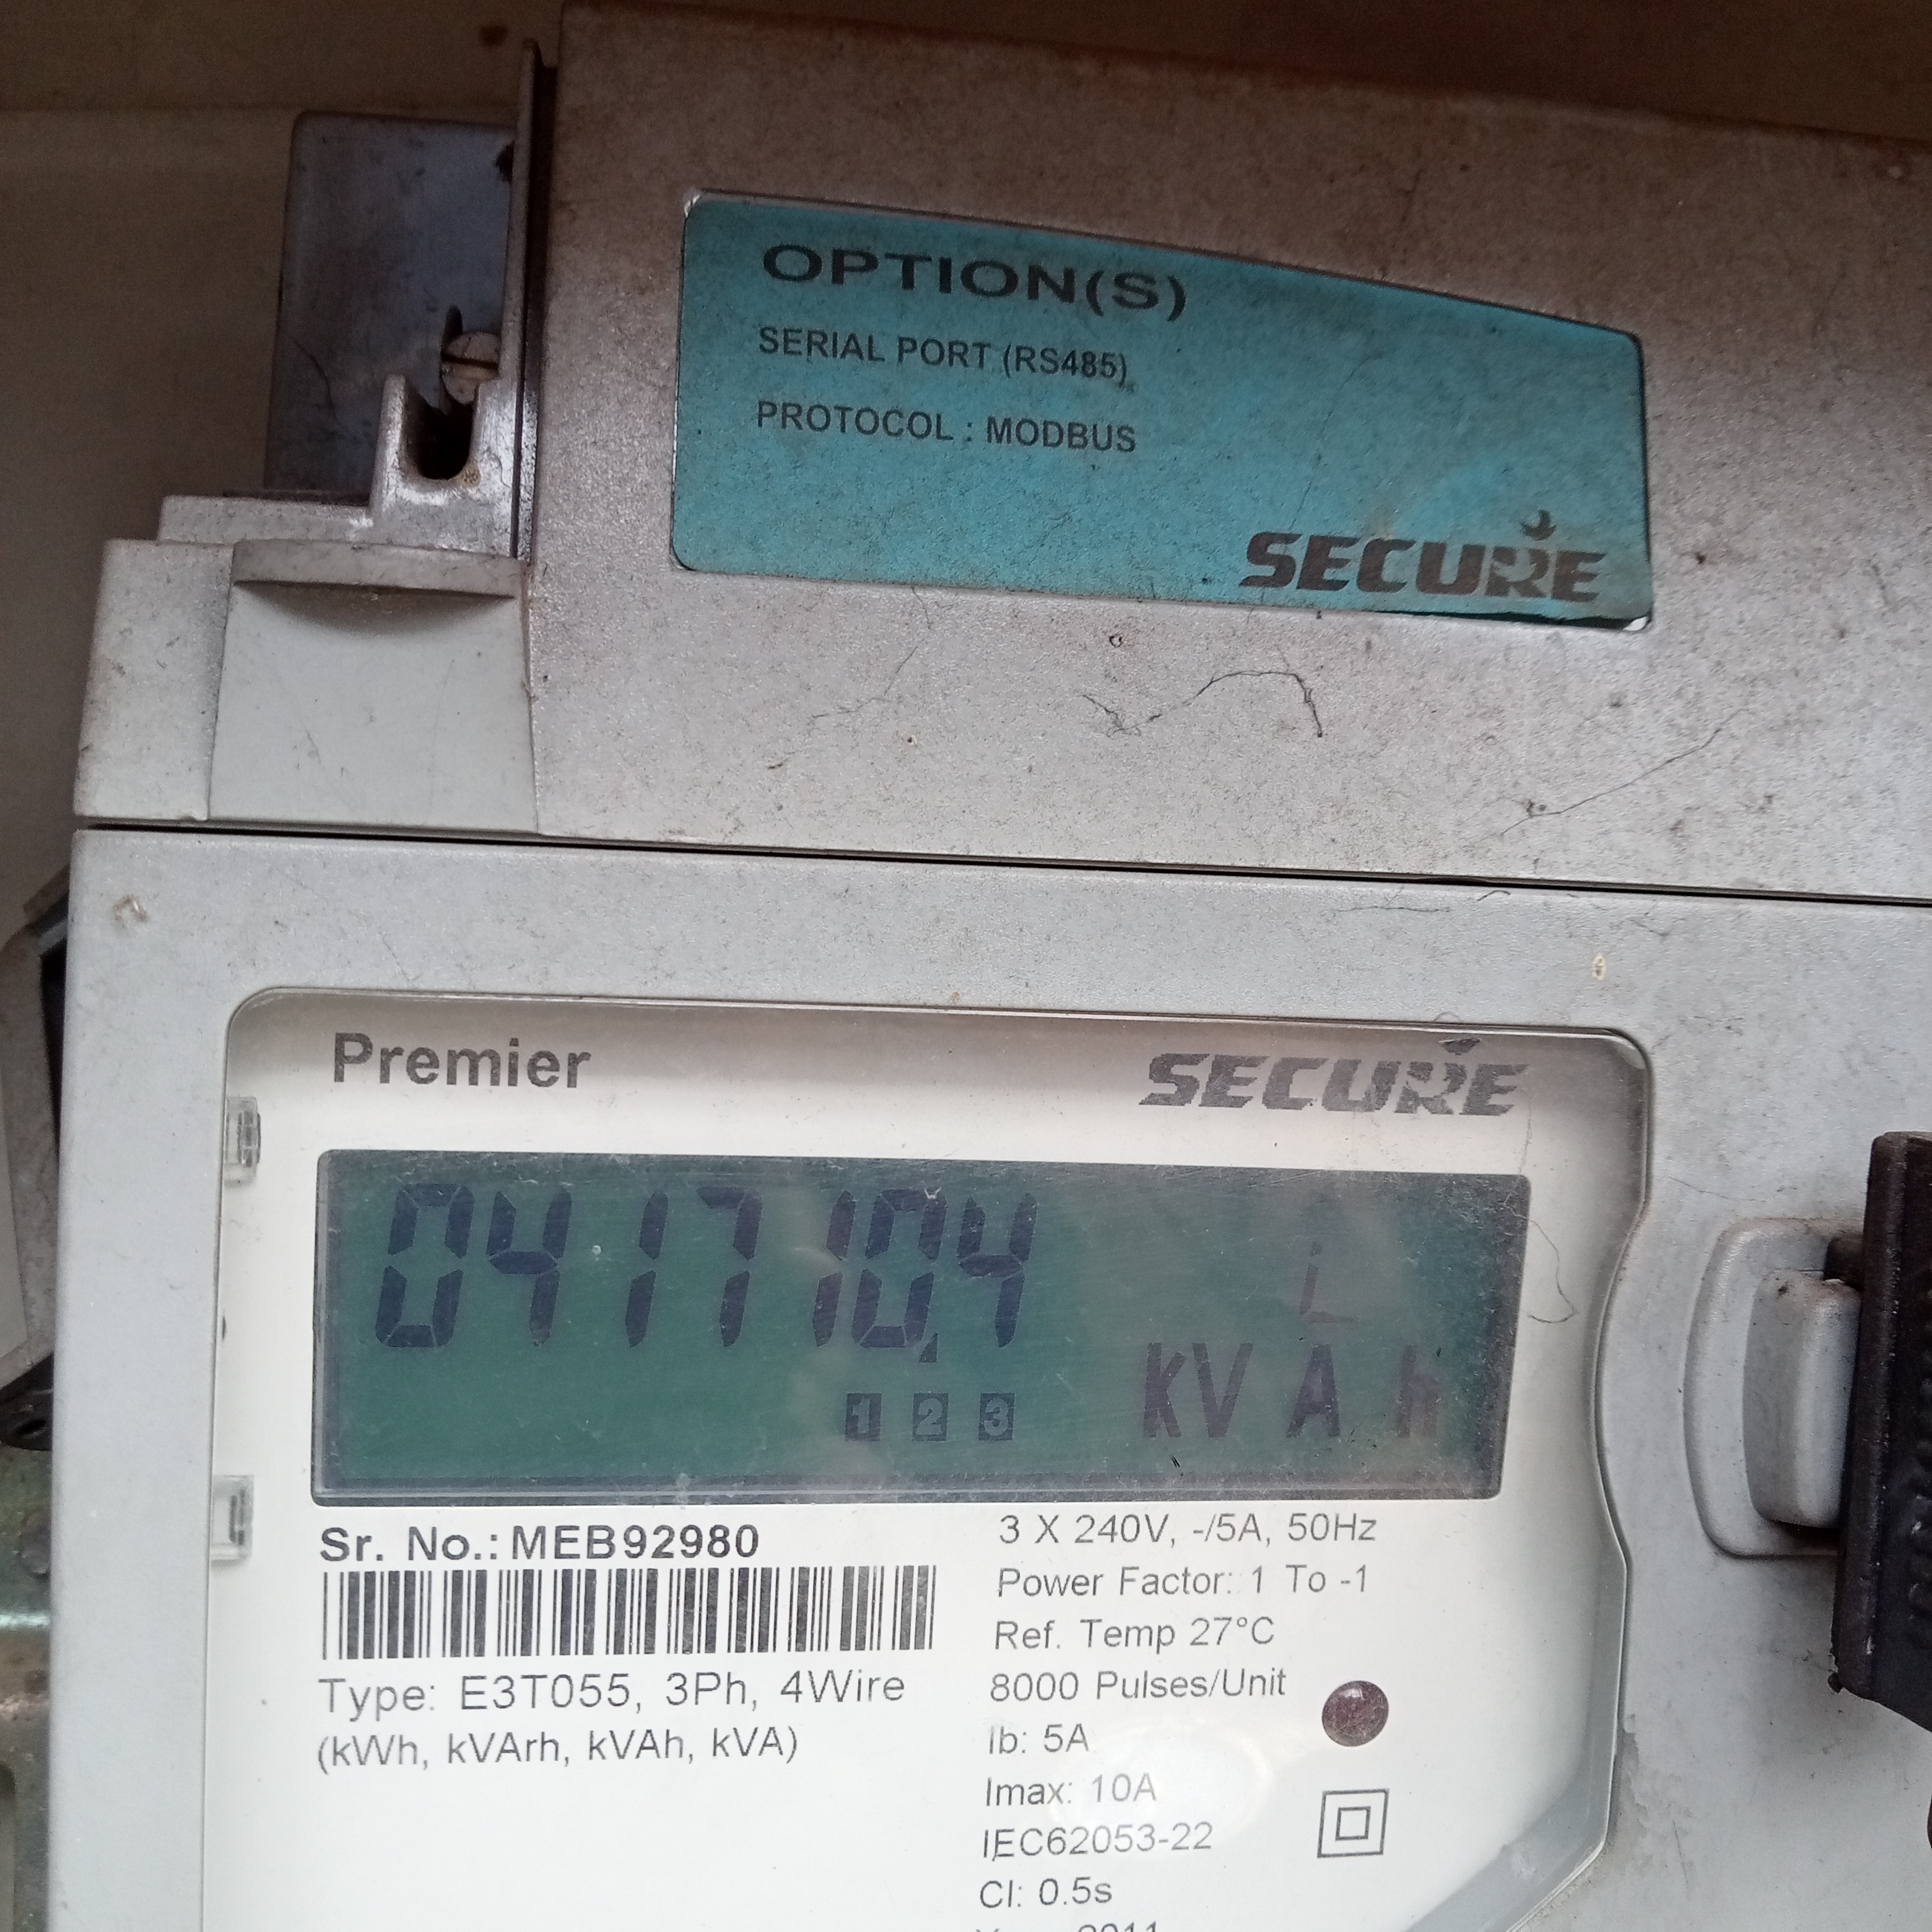 OPTION(S)
SERIAL PORT (RS485)
PROTOCOL : MODBUS
SECURE
Premier
SECURE
0417710.4
L
1 2 3
KVAh
Sr. No.: MEB92980
Type: E3T055, 3Ph, 4Wire
(kWh, kVArh, kVAh, kVA)
3 X 240V, -/5A, 50Hz
Power Factor: 1 To -1
Ref. Temp 27°C
8000 Pulses/Unit
Ib: 5A
Imax: 10A
IEC62053-22
Cl: 0.5s